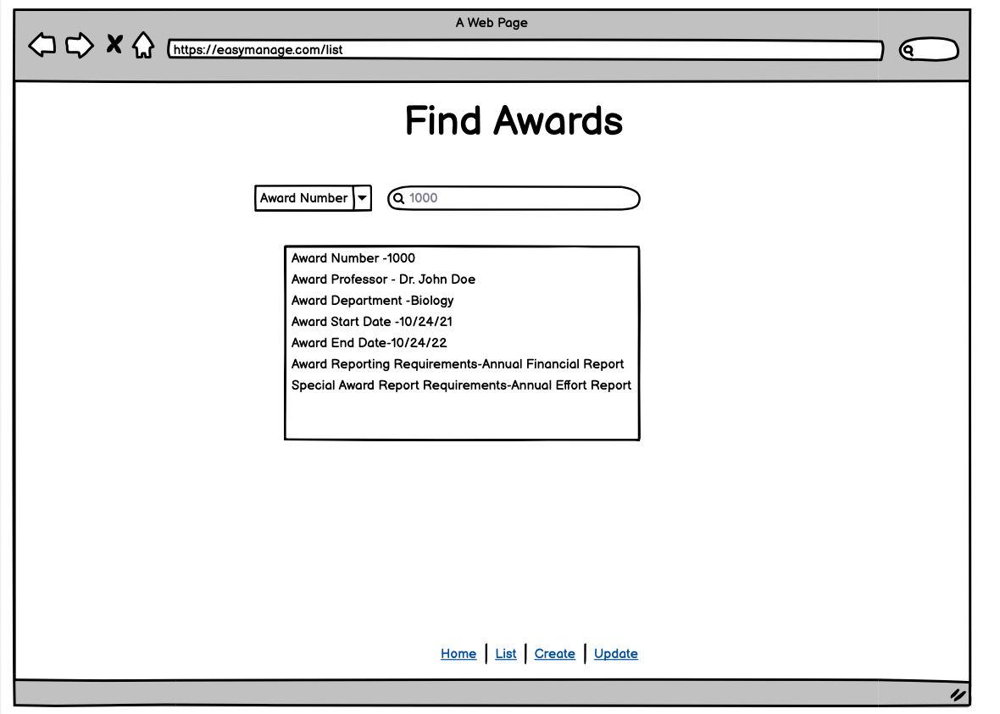 A Web Page
https://easymanage.com/list
Find Awards
Award Number
1000
Award Number -1000
Award Professor - Dr. John Doe
Award Department -Biology
Award Start Date -10/24/21
Award End Date-10/24/22
Award Reporting Requirements-Annual Financial Report
Special Award Report Requirements-Annual Effort Report
Home | List | Create | Update